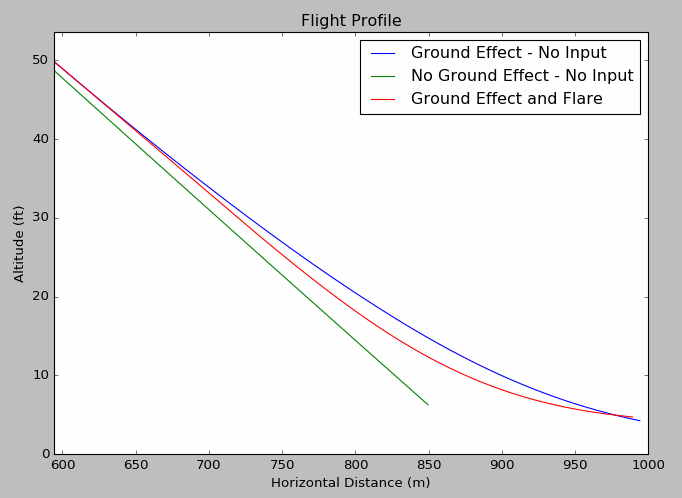 Flight Profile
Ground Effect - No Input
No Ground Effect - No Input
Ground Effect and Flare
Altitude (ft)
50
40
30
20
10
0
600 650 700 750 800 850 900 950 1000
Horizontal Distance (m)